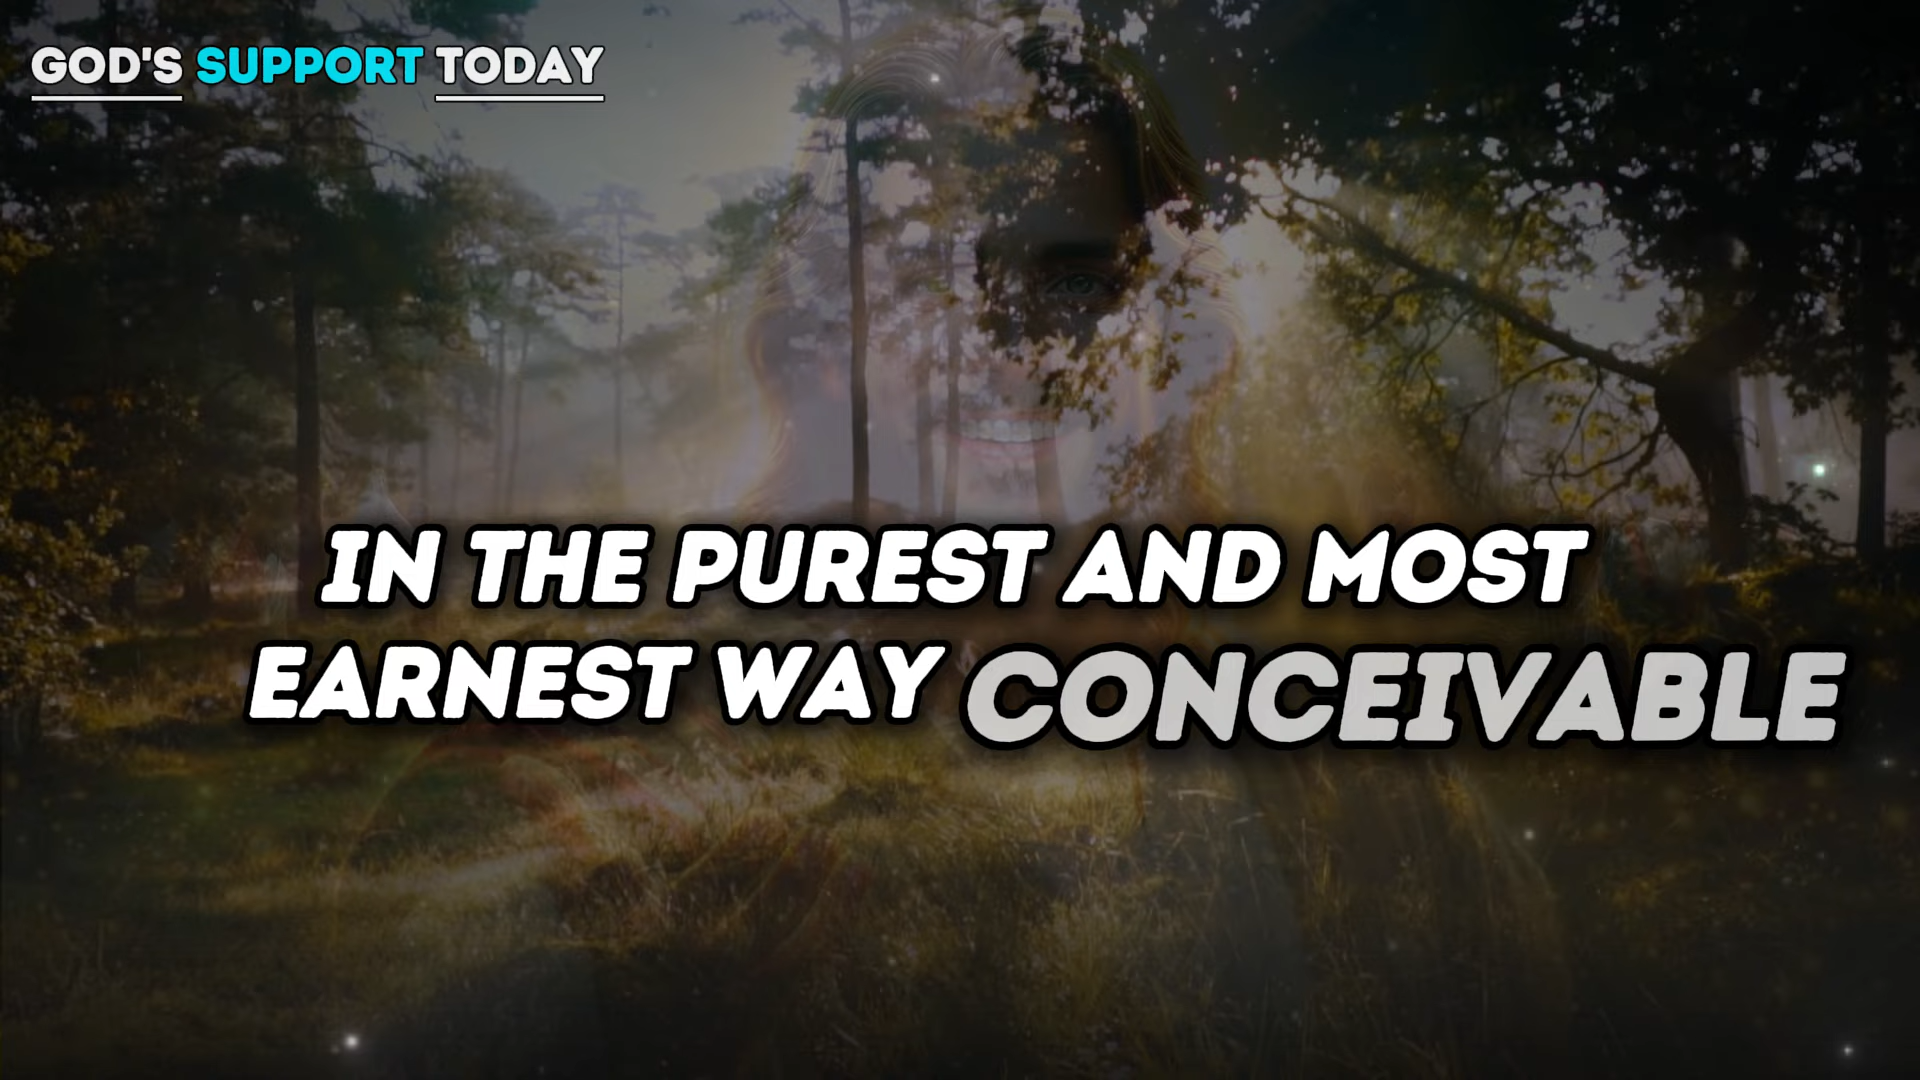 GOD'S SUPPORT TODAY
IN THE PUREST AND MOST
EARNEST WAY CONCEIVABLE